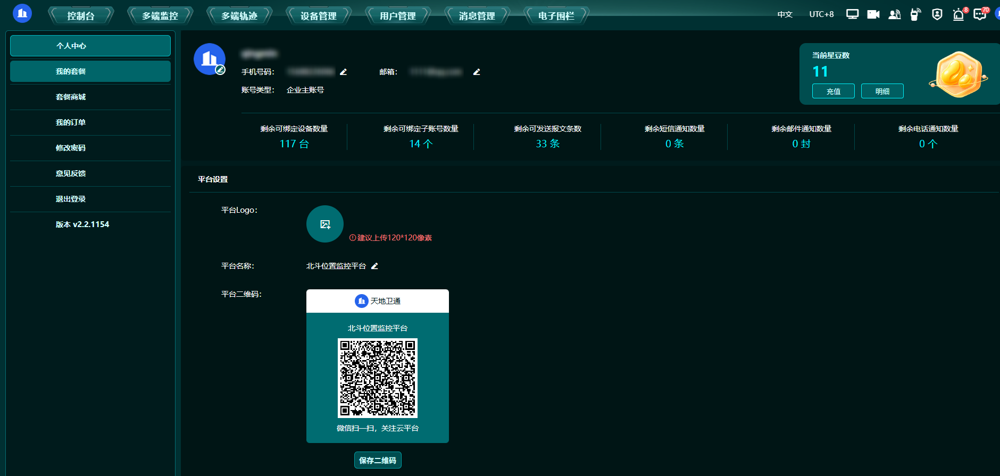 控制台 多端监控 多端轨迹 设备管理 用户管理 消息管理 电子围栏 中文 UTC+8 8 70
个人中心
我的套餐
套餐商城
我的订单
修改密码
意见反馈
退出登录
版本 v2.2.1154
手机号码： 邮箱：
账号类型： 企业主账号
当前星豆数
11
充值 明细
剩余可绑定设备数量 剩余可绑定子账号数量 剩余可发送报文条数 剩余短信通知数量 剩余邮件通知数量 剩余电话通知数量
117 台 14 个 33 条 0 条 0 封 0 个
平台设置
平台Logo：
建议上传120*120像素
平台名称： 北斗位置监控平台
平台二维码：
天地卫通
北斗位置监控平台
微信扫一扫，关注云平台
保存二维码